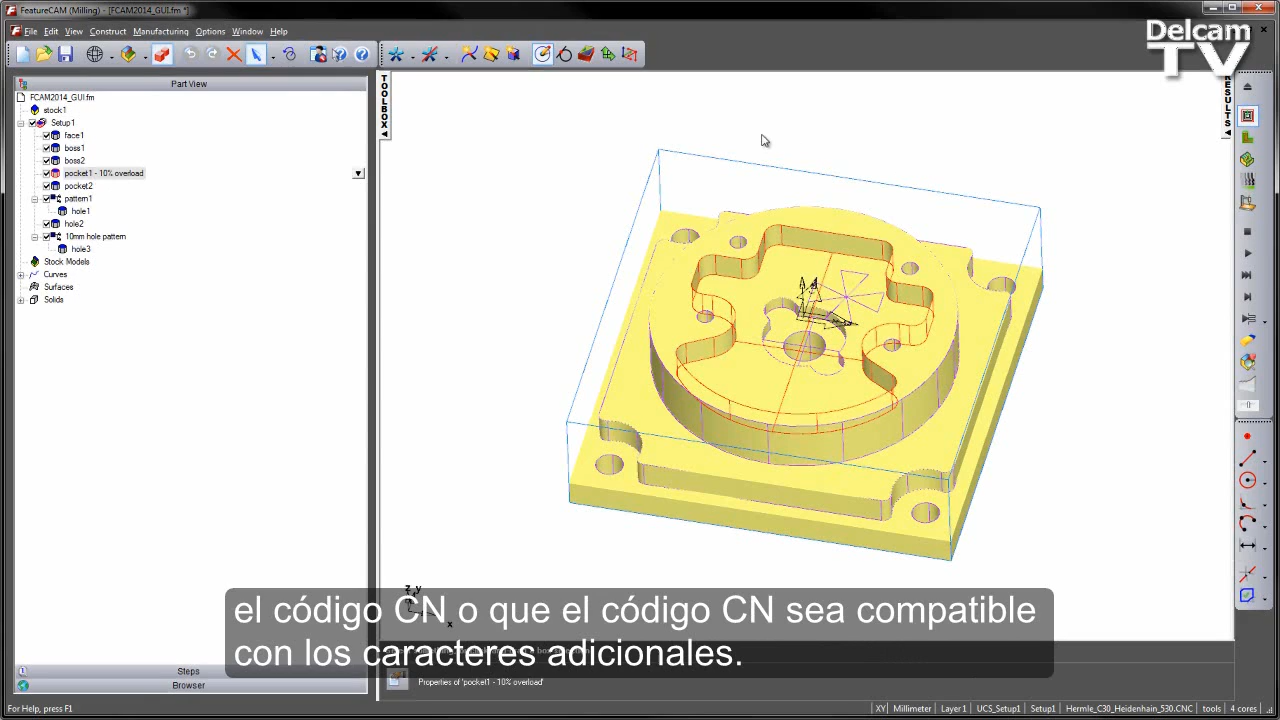 FeatureCAM (Milling) - [FCAM2014_GUI.fm *]
File Edit View Construct Manufacturing Options Window Help
Delcam
TV
Part View
TOOLBOX
RESULTS
FCAM2014_GUI.fm
stock1
Setup1
face1
boss1
boss2
pocket1 - 10% overload
pocket2
pattern1
hole1
hole2
10mm hole pattern
hole3
Stock Models
Curves
Surfaces
Solids
z y
x
el código CN o que el código CN sea compatible
con los caracteres adicionales.
Steps
Browser
Properties of 'pocket1 - 10% overload'
For Help, press F1
XY Millimeter Layer1 UCS_Setup1 Setup1 Hermle_C30_Heidenhain_530.CNC tools 4 cores